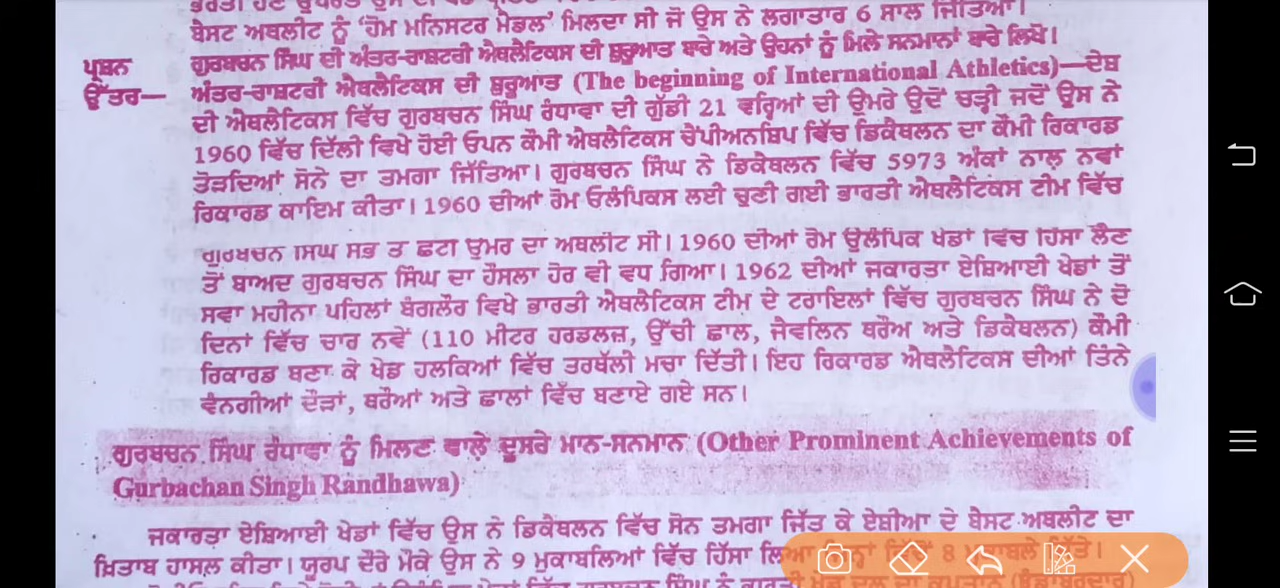 ਬੇਸਟ ਅਥਲੀਟ ਨੂੰ 'ਹੋਮ ਮਨਿਸਟਰ ਮੈਡਲ' ਮਿਲਦਾ ਸੀ ਜੋ ਉਸ ਨੇ ਲਗਾਤਾਰ 6 ਸਾਲ ਜਿੱਤਿਆ।
ਪ੍ਰਸ਼ਨ ਗੁਰਬਚਨ ਸਿੰਘ ਦੀ ਅੰਤਰ-ਰਾਸ਼ਟਰੀ ਐਥਲੈਟਿਕਸ ਦੀ ਸ਼ੁਰੂਆਤ ਬਾਰੇ ਅਤੇ ਉਹਨਾਂ ਨੂੰ ਮਿਲੇ ਸਨਮਾਨਾਂ ਬਾਰੇ ਲਿਖੋ।
ਉੱਤਰ— ਅੰਤਰ-ਰਾਸ਼ਟਰੀ ਐਥਲੈਟਿਕਸ ਦੀ ਸ਼ੁਰੂਆਤ (The beginning of International Athletics)—ਦੇਸ਼
ਦੀ ਐਥਲੈਟਿਕਸ ਵਿੱਚ ਗੁਰਬਚਨ ਸਿੰਘ ਰੰਧਾਵਾ ਦੀ ਗੁੱਡੀ 21 ਵਰ੍ਹਿਆਂ ਦੀ ਉਮਰੇ ਉਦੋਂ ਚੜ੍ਹੀ ਜਦੋਂ ਉਸ ਨੇ
1960 ਵਿੱਚ ਦਿੱਲੀ ਵਿਖੇ ਹੋਈ ਓਪਨ ਕੌਮੀ ਐਥਲੈਟਿਕਸ ਚੈਂਪੀਅਨਸ਼ਿਪ ਵਿੱਚ ਡਿਕੈਥਲਨ ਦਾ ਕੌਮੀ ਰਿਕਾਰਡ
ਤੋੜਦਿਆਂ ਸੋਨੇ ਦਾ ਤਮਗਾ ਜਿੱਤਿਆ। ਗੁਰਬਚਨ ਸਿੰਘ ਨੇ ਡਿਕੈਥਲਨ ਵਿੱਚ 5973 ਅੰਕਾਂ ਨਾਲ਼ ਨਵਾਂ
ਰਿਕਾਰਡ ਕਾਇਮ ਕੀਤਾ। 1960 ਦੀਆਂ ਰੋਮ ਓਲੰਪਿਕਸ ਲਈ ਚੁਣੀ ਗਈ ਭਾਰਤੀ ਐਥਲੈਟਿਕਸ ਟੀਮ ਵਿੱਚ
ਗੁਰਬਚਨ ਸਿੰਘ ਸਭ ਤੋਂ ਛੋਟੀ ਉਮਰ ਦਾ ਅਥਲੀਟ ਸੀ। 1960 ਦੀਆਂ ਰੋਮ ਉਲੰਪਿਕ ਖੇਡਾਂ ਵਿੱਚ ਹਿੱਸਾ ਲੈਣ
ਤੋਂ ਬਾਅਦ ਗੁਰਬਚਨ ਸਿੰਘ ਦਾ ਹੌਸਲਾ ਹੋਰ ਵੀ ਵਧ ਗਿਆ। 1962 ਦੀਆਂ ਜਕਾਰਤਾ ਏਸ਼ਿਆਈ ਖੇਡਾਂ ਤੋਂ
ਸਵਾ ਮਹੀਨਾ ਪਹਿਲਾਂ ਬੰਗਲੌਰ ਵਿਖੇ ਭਾਰਤੀ ਐਥਲੈਟਿਕਸ ਟੀਮ ਦੇ ਟਰਾਇਲਾਂ ਵਿੱਚ ਗੁਰਬਚਨ ਸਿੰਘ ਨੇ ਦੋ
ਦਿਨਾਂ ਵਿੱਚ ਚਾਰ ਨਵੇਂ (110 ਮੀਟਰ ਹਰਡਲਜ਼, ਉੱਚੀ ਛਾਲ, ਜੈਵਲਿਨ ਥਰੋਅ ਅਤੇ ਡਿਕੈਥਲਨ) ਕੌਮੀ
ਰਿਕਾਰਡ ਬਣਾ ਕੇ ਖੇਡ ਹਲਕਿਆਂ ਵਿੱਚ ਤਰਥੱਲੀ ਮਚਾ ਦਿੱਤੀ। ਇਹ ਰਿਕਾਰਡ ਐਥਲੈਟਿਕਸ ਦੀਆਂ ਤਿੰਨੇ
ਵੰਨਗੀਆਂ ਦੌੜਾਂ, ਥਰੋਆਂ ਅਤੇ ਛਾਲਾਂ ਵਿੱਚ ਬਣਾਏ ਗਏ ਸਨ।
ਗੁਰਬਚਨ ਸਿੰਘ ਰੰਧਾਵਾ ਨੂੰ ਮਿਲਣ ਵਾਲੇ ਦੂਸਰੇ ਮਾਨ-ਸਨਮਾਨ (Other Prominent Achievements of
Gurbachan Singh Randhawa)
ਜਕਾਰਤਾ ਏਸ਼ਿਆਈ ਖੇਡਾਂ ਵਿੱਚ ਉਸ ਨੇ ਡਿਕੈਥਲਨ ਵਿੱਚ ਸੋਨ ਤਮਗਾ ਜਿੱਤ ਕੇ ਏਸ਼ੀਆ ਦੇ ਬੈਸਟ ਅਥਲੀਟ ਦਾ
ਖ਼ਿਤਾਬ ਹਾਸਲ ਕੀਤਾ। ਯੂਰਪ ਦੌਰੇ ਮੌਕੇ ਉਸ ਨੇ 9 ਮੁਕਾਬਲਿਆਂ ਵਿੱਚ ਹਿੱਸਾ ਲਿਆ 8 ਮੁਕਾਬਲੇ ਜਿੱਤੇ।